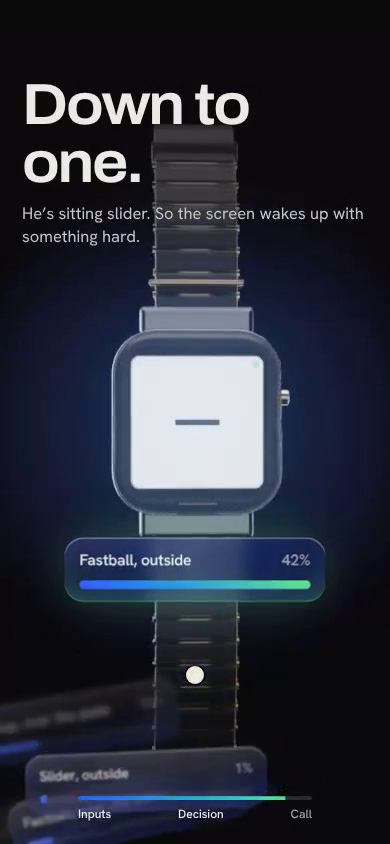 Down to
one.
He's sitting slider. So the screen wakes up with
something hard.
Fastball, outside 42%
Slider, outside 1%
Inputs Decision Call